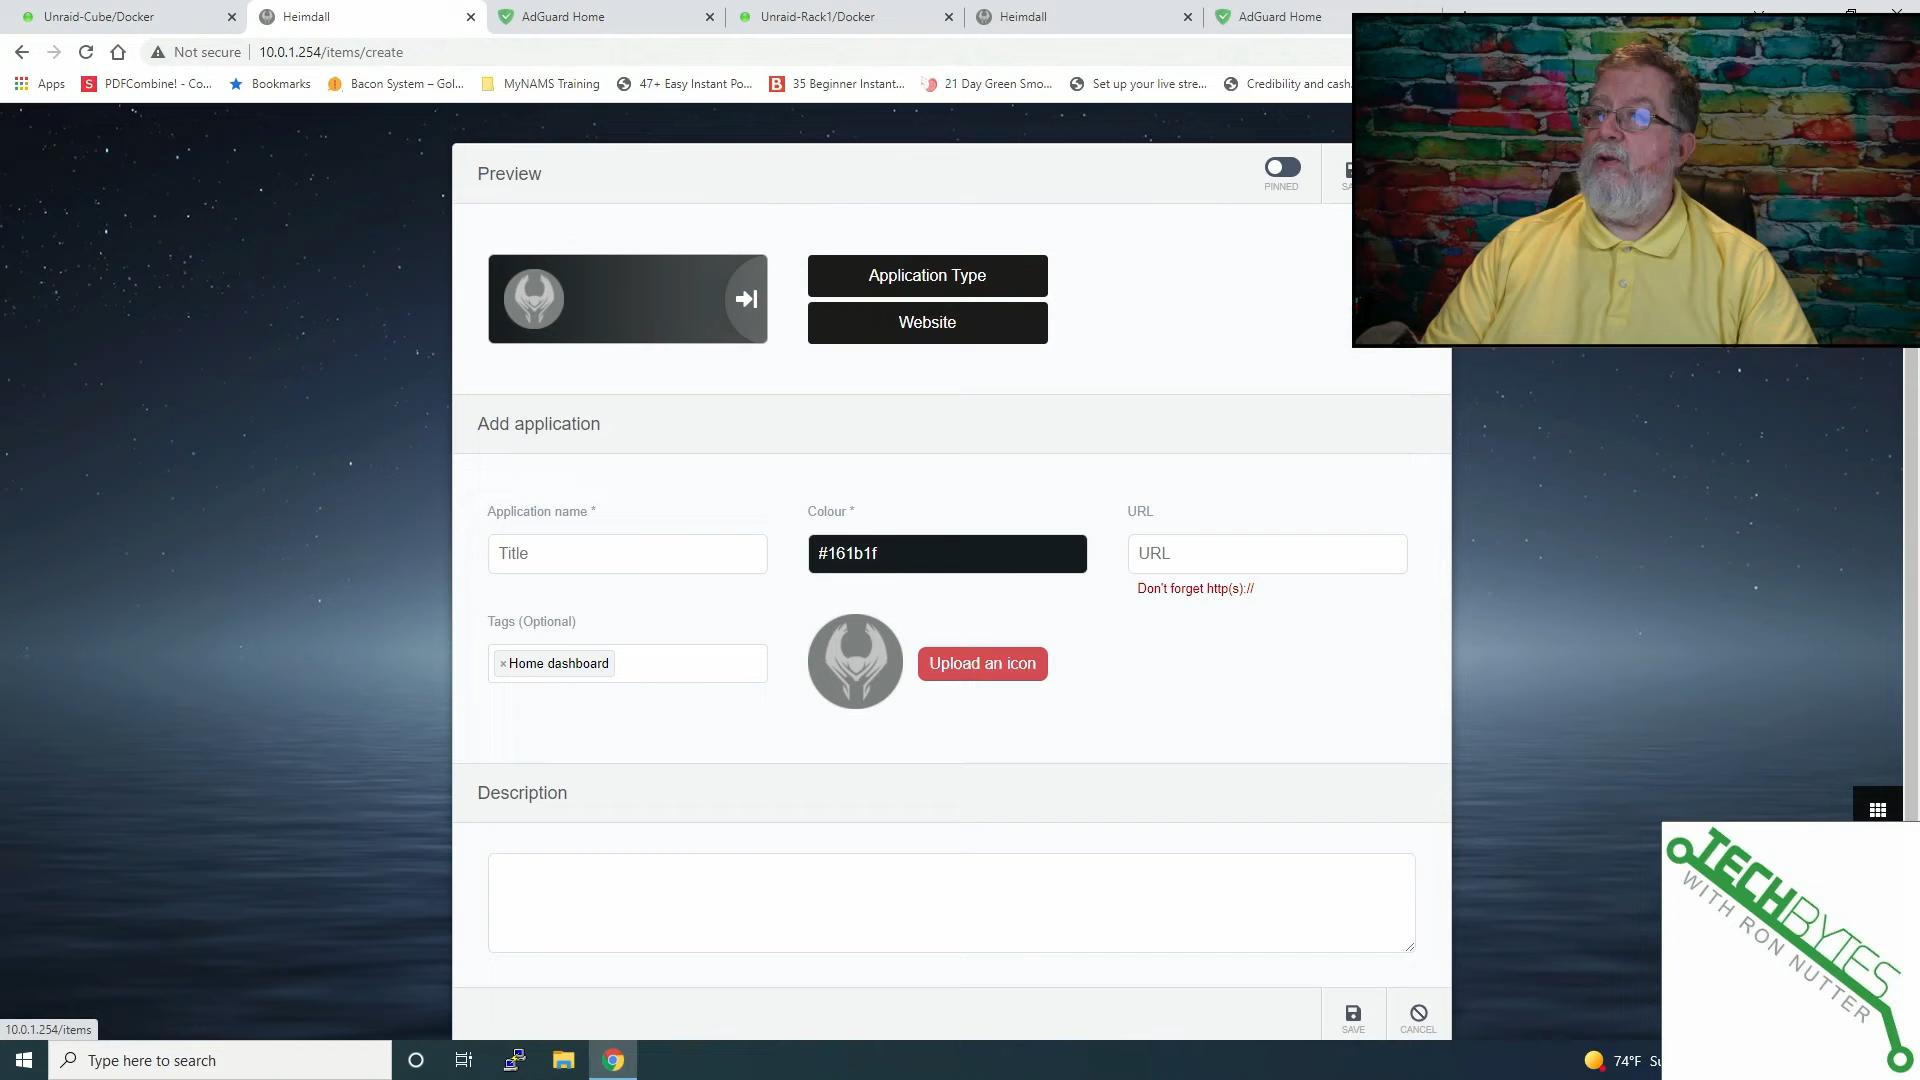 Unraid-Cube/Docker
Heimdall
AdGuard Home
Unraid-Rack1/Docker
Heimdall
AdGuard Home
Not secure
10.0.1.254/items/create
Apps
PDFCombine! - Co...
Bookmarks
Bacon System – Gol...
MyNAMS Training
47+ Easy Instant Po...
35 Beginner Instant...
21 Day Green Smo...
Set up your live stre...
Credibility and cash
Preview
PINNED
Application Type
Website
Add application
Application name *
Colour *
URL
Title
#161b1f
URL
Don't forget http(s)://
Tags (Optional)
×Home dashboard
Upload an icon
Description
SAVE
CANCEL
10.0.1.254/items
Type here to search
74°F
TECHBYTES
WITH RON NUTTER